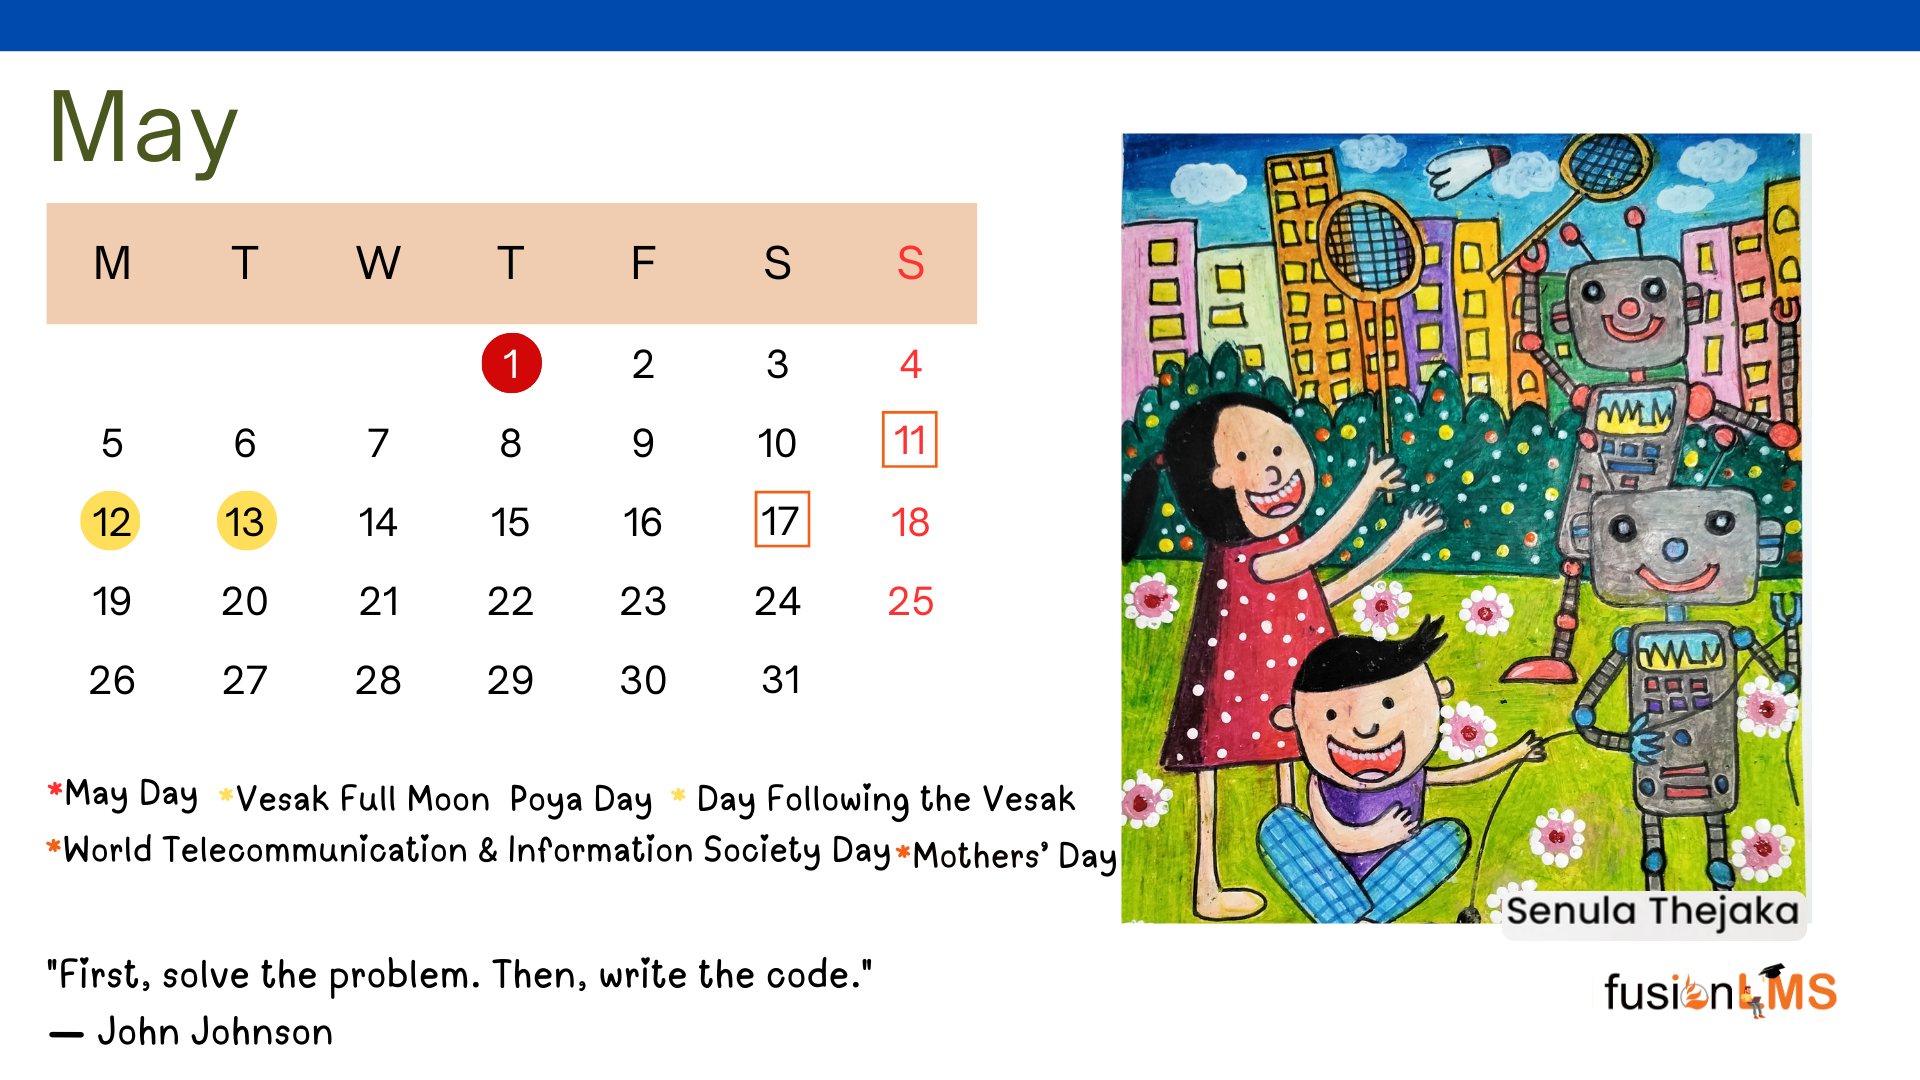 May
M T W T F S S
1 2 3 4
5 6 7 8 9 10 11
12 13 14 15 16 17 18
19 20 21 22 23 24 25
26 27 28 29 30 31
*May Day *Vesak Full Moon Poya Day * Day Following the Vesak
*World Telecommunication & Information Society Day *Mothers' Day
"First, solve the problem. Then, write the code."
— John Johnson
Senula Thejaka
fusionLMS